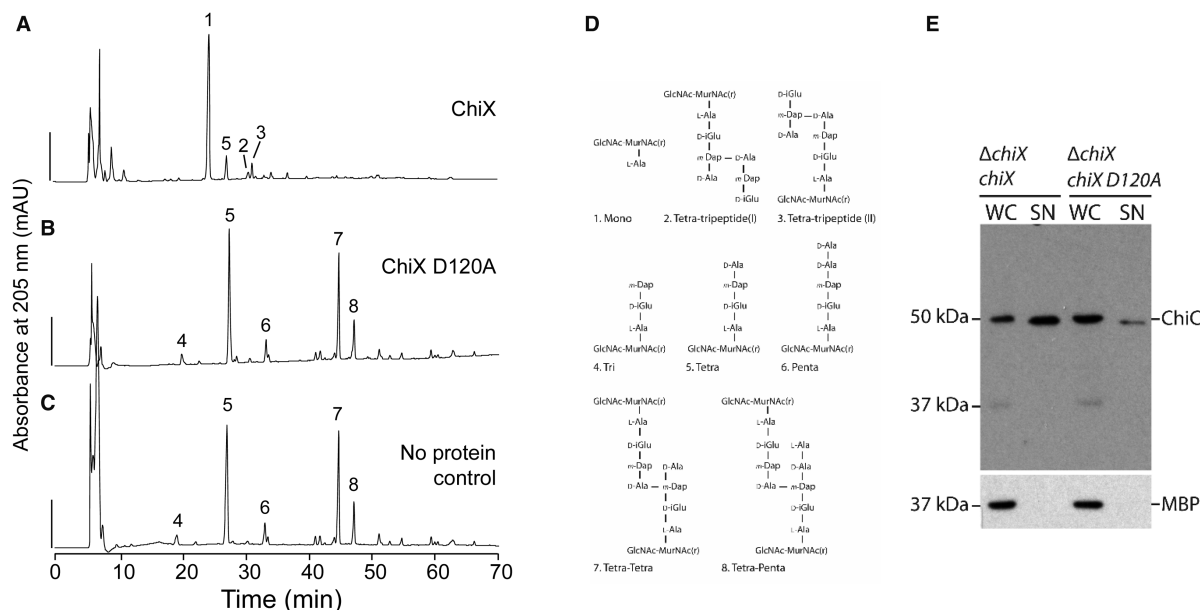 A
1
ChiX
5
2
3
B
5
7
ChiX D120A
8
4
6
C
5
7
No protein
control
8
4
6
Absorbance at 205 nm (mAU)
0 10 20 30 40 50 60 70
Time (min)
D
GlcNAc-MurNAc(r)
L-Ala
1. Mono
GlcNAc-MurNAc(r)
L-Ala
D-iGlu
m-Dap D-Ala
D-Ala m-Dap
D-iGlu
2. Tetra-tripeptide(I)
D-iGlu
m-Dap D-Ala
D-Ala m-Dap
D-iGlu
L-Ala
GlcNAc-MurNAc(r)
3. Tetra-tripeptide (II)
m-Dap
D-iGlu
L-Ala
GlcNAc-MurNAc(r)
4. Tri
D-Ala
m-Dap
D-iGlu
L-Ala
GlcNAc-MurNAc(r)
5. Tetra
D-Ala
D-Ala
m-Dap
D-iGlu
L-Ala
GlcNAc-MurNAc(r)
6. Penta
GlcNAc-MurNAc(r)
L-Ala
D-iGlu
m-Dap D-Ala
D-Ala m-Dap
D-iGlu
L-Ala
GlcNAc-MurNAc(r)
7. Tetra-Tetra
GlcNAc-MurNAc(r)
L-Ala
D-iGlu L-Ala
m-Dap D-Ala
D-Ala m-Dap
D-iGlu
L-Ala
GlcNAc-MurNAc(r)
8. Tetra-Penta
E
ΔchiX ΔchiX
chiX chiX D120A
WC SN WC SN
50 kDa
ChiC
37 kDa
37 kDa
MBP